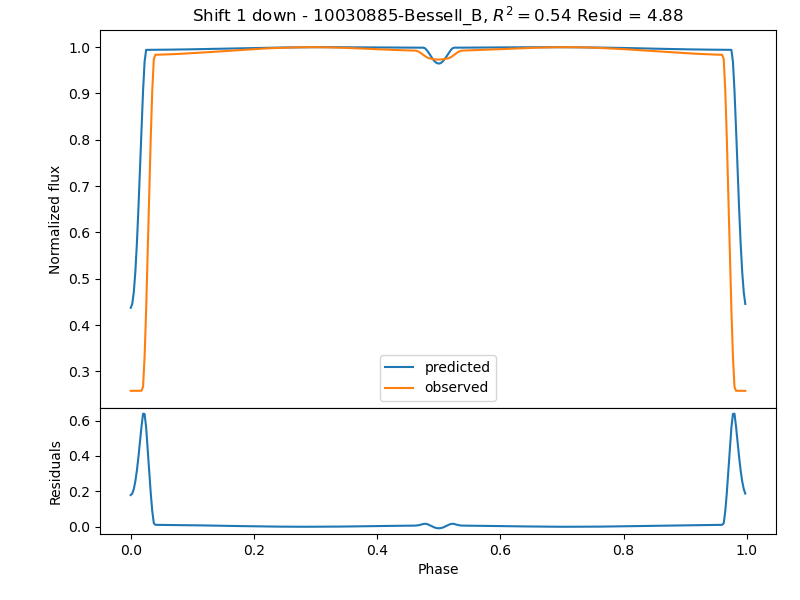 Shift 1 down - 10030885-Bessell_B, R² = 0.54 Resid = 4.88
Normalized flux
1.0
0.9
0.8
0.7
0.6
0.5
0.4
0.3
predicted
observed
Residuals
0.6
0.4
0.2
0.0
0.0 0.2 0.4 0.6 0.8 1.0
Phase